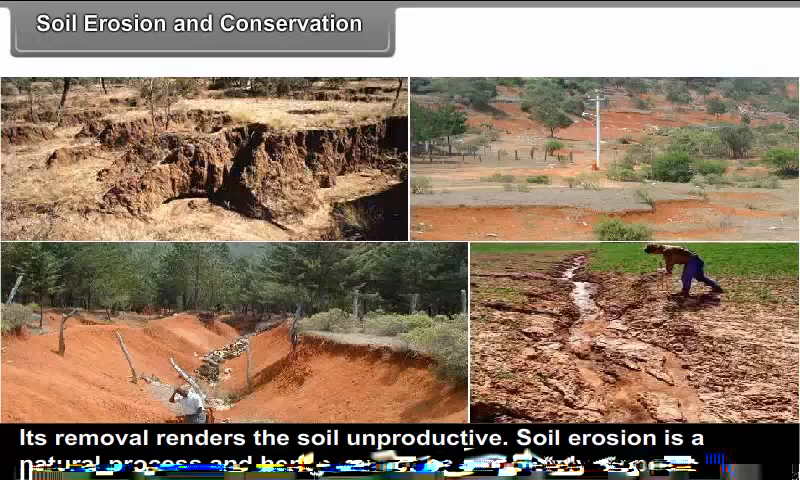 Soil Erosion and Conservation
Its removal renders the soil unproductive. Soil erosion is a
natural process and